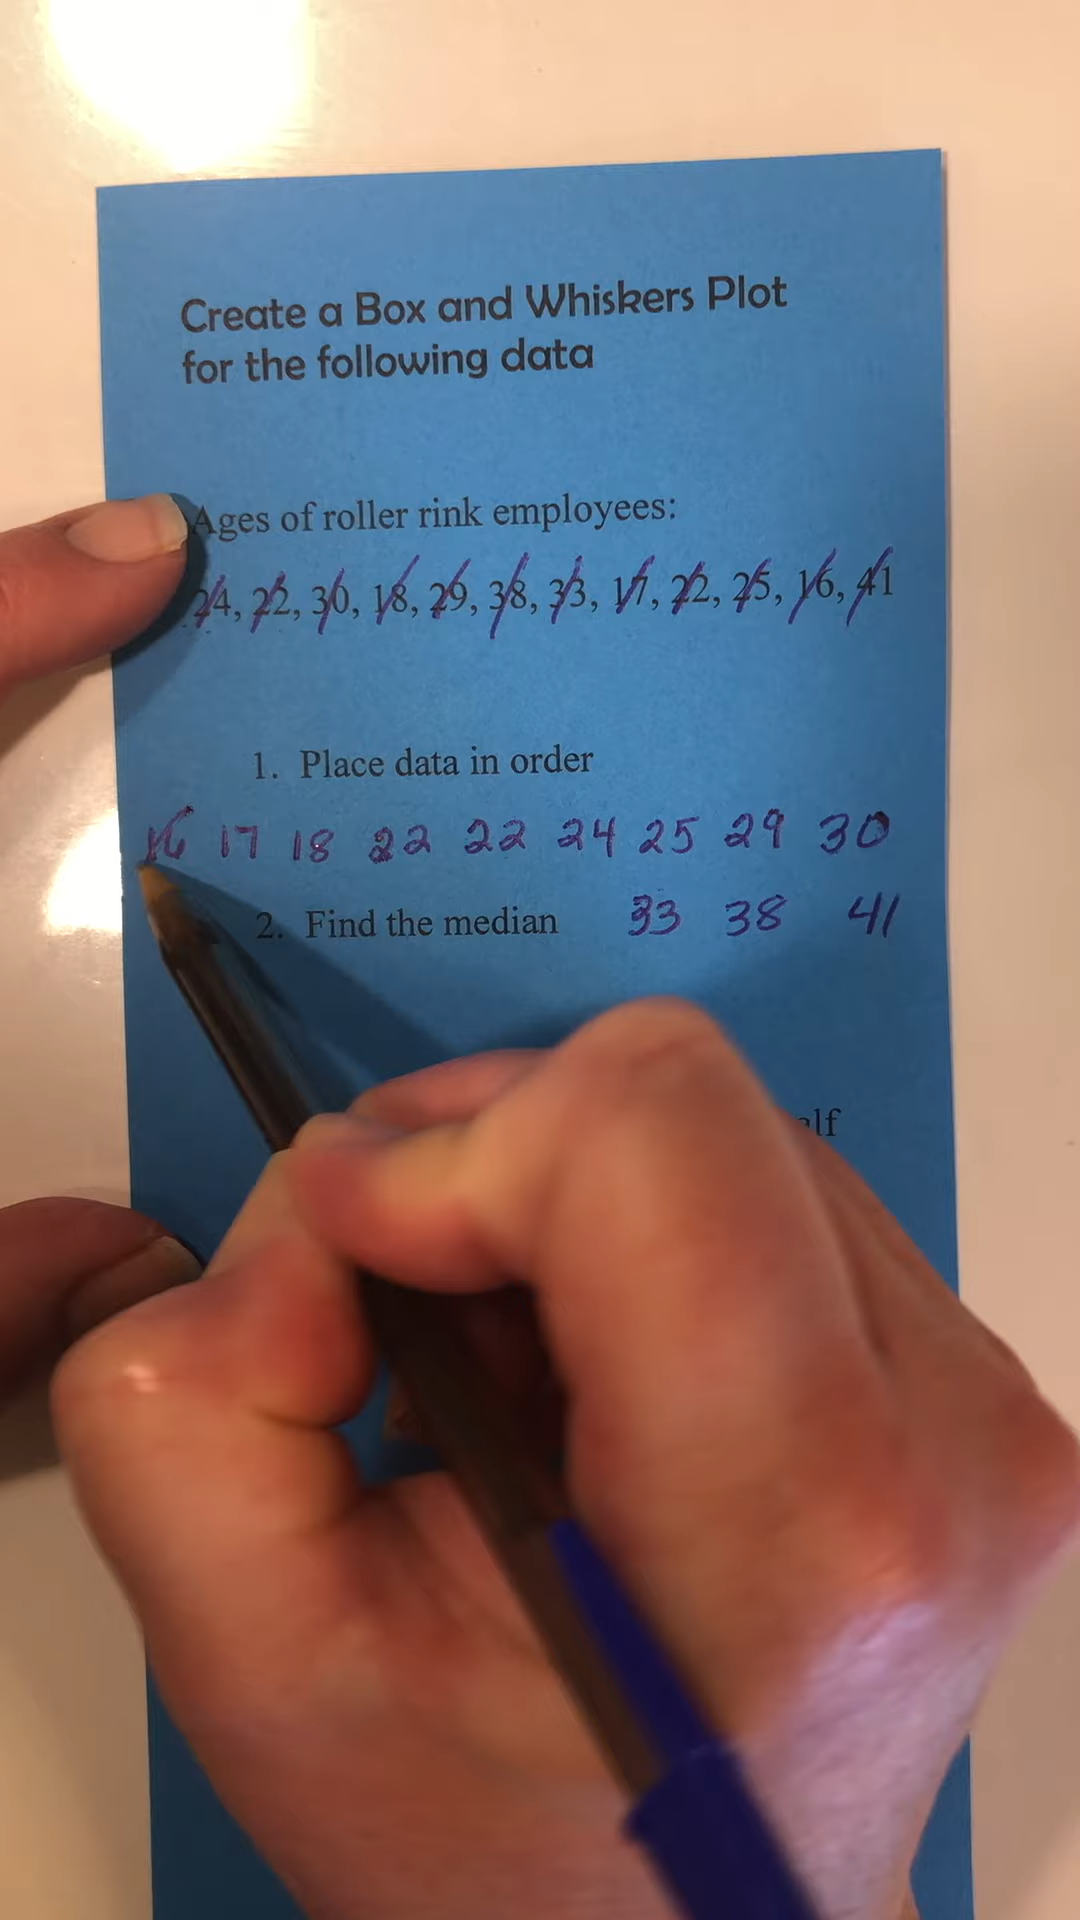 Create a Box and Whiskers Plot
for the following data
Ages of roller rink employees:
24, 22, 30, 18, 29, 38, 33, 17, 22, 25, 16, 41
1. Place data in order
16 17 18 22 22 24 25 29 30
2. Find the median 33 38 41